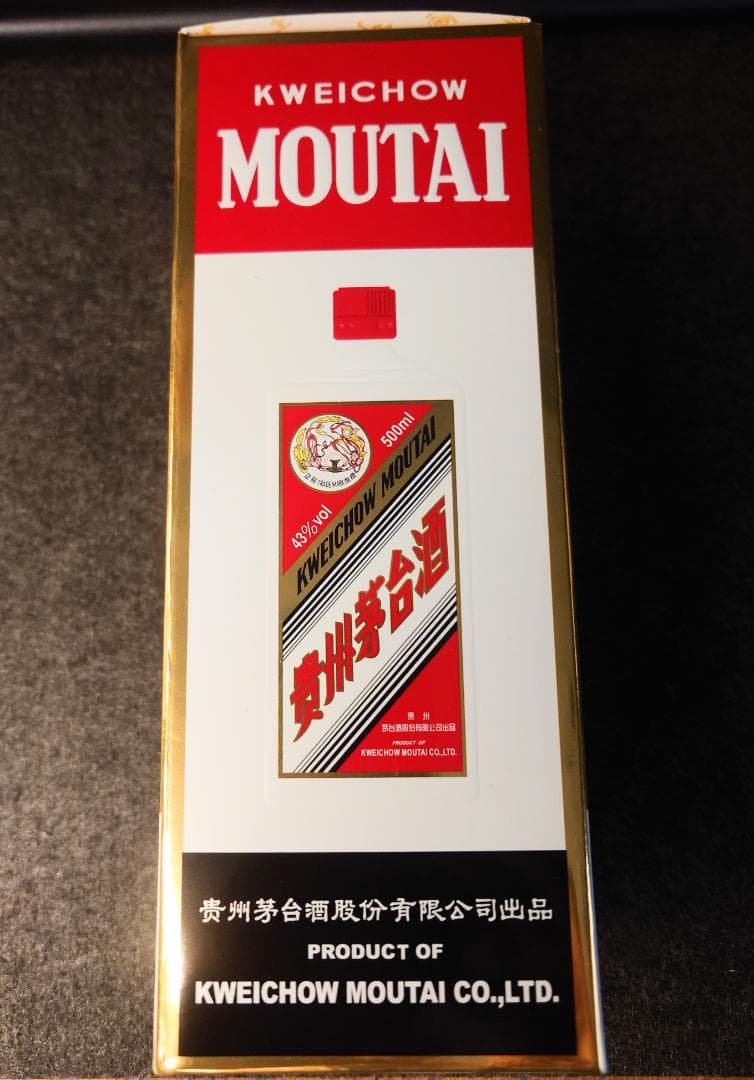 KWEICHOW
MOUTAI
500ml
43%vol
KWEICHOW MOUTAI
贵州茅台酒
贵 州
茅台酒股份有限公司出品
PRODUCT OF
KWEICHOW MOUTAI CO.,LTD.
贵州茅台酒股份有限公司出品
PRODUCT OF
KWEICHOW MOUTAI CO.,LTD.